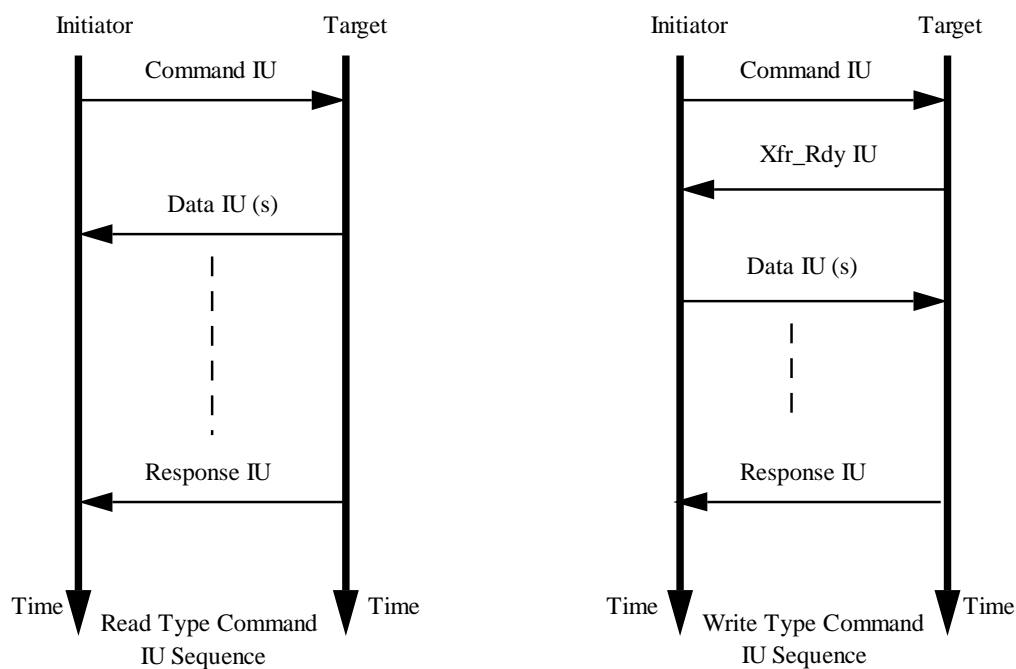 Initiator
Target
Command IU
Data IU (s)
Response IU
Time
Time
Read Type Command
IU Sequence
Initiator
Target
Command IU
Xfr_Rdy IU
Data IU (s)
Response IU
Time
Time
Write Type Command
IU Sequence